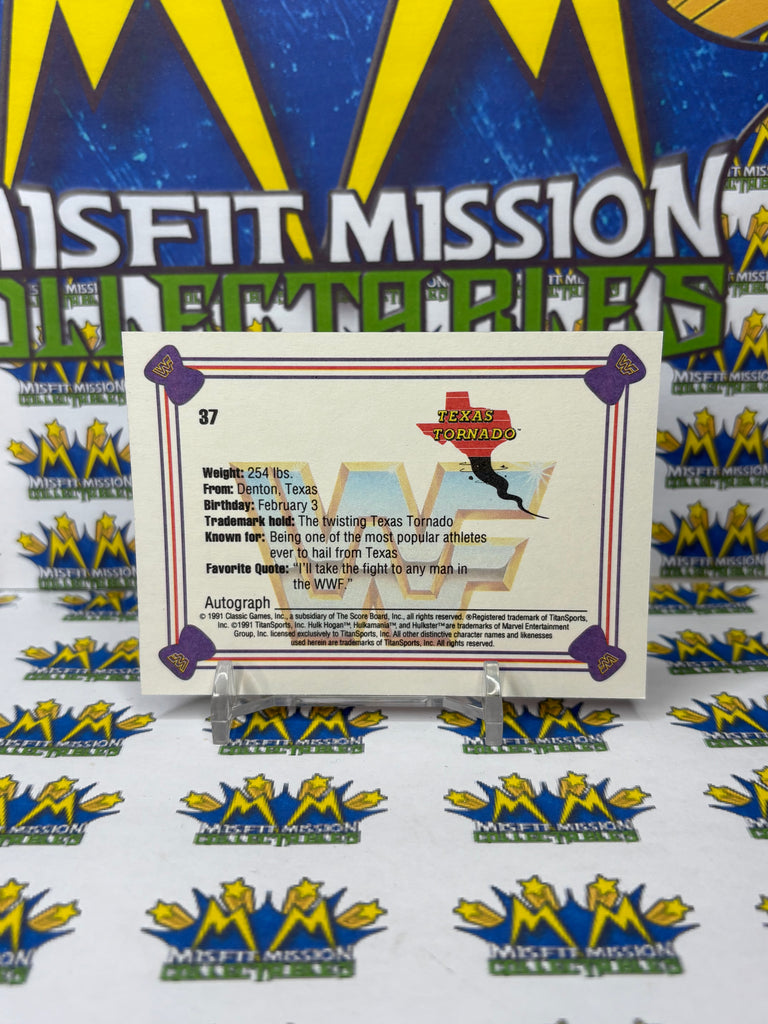 MISFIT MISSION
COLLECTABLES
37
TEXAS
TORNADO™
Weight: 254 lbs.
From: Denton, Texas
Birthday: February 3
Trademark hold: The twisting Texas Tornado
Known for: Being one of the most popular athletes
ever to hail from Texas
Favorite Quote: "I'll take the fight to any man in
the WWF."
Autograph
© 1991 Classic Games, Inc., a subsidiary of The Score Board, Inc., all rights reserved. ®Registered trademark of TitanSports,
Inc. ©1991 TitanSports, Inc. Hulk Hogan™, Hulkamania™, and Hulkster™ are trademarks of Marvel Entertainment
Group, Inc. licensed exclusively to TitanSports, Inc. All other distinctive character names and likenesses
used herein are trademarks of TitanSports, Inc. All rights reserved.
MISFIT MISSION
COLLECTABLES